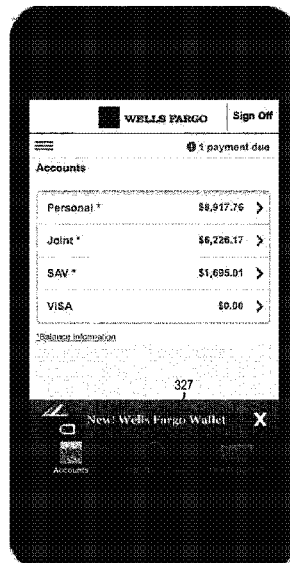 WELLS FARGO Sign Off
1 payment due
Accounts
Personal * $8,917.76
Joint * $6,226.17
SAV * $1,695.01
VISA $0.00
*Balance Information
327
New! Wells Fargo Wallet X
Accounts